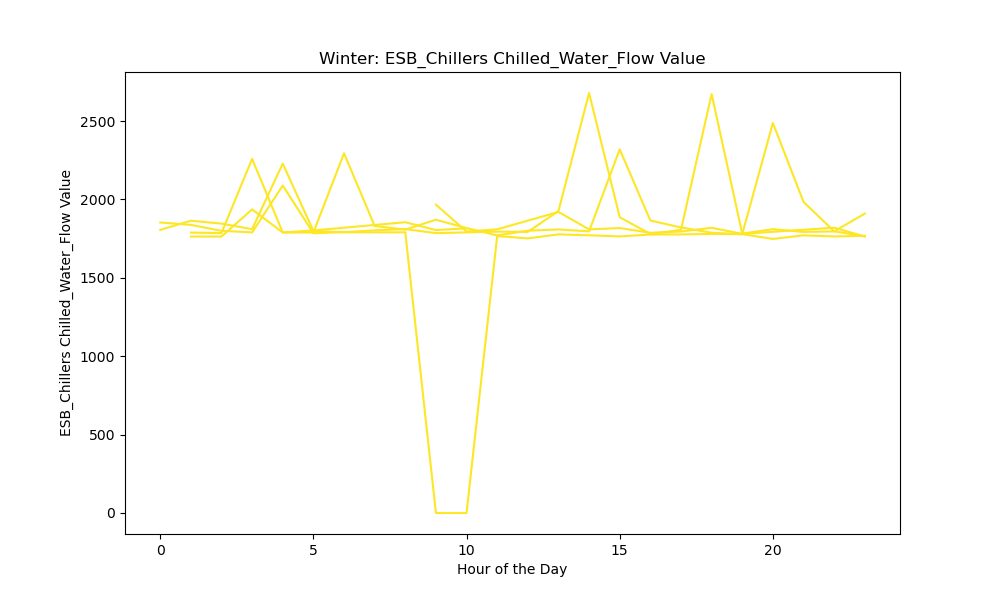 Winter: ESB_Chillers Chilled_Water_Flow Value
ESB_Chillers Chilled_Water_Flow Value
2500
2000
1500
1000
500
0
0 5 10 15 20
Hour of the Day